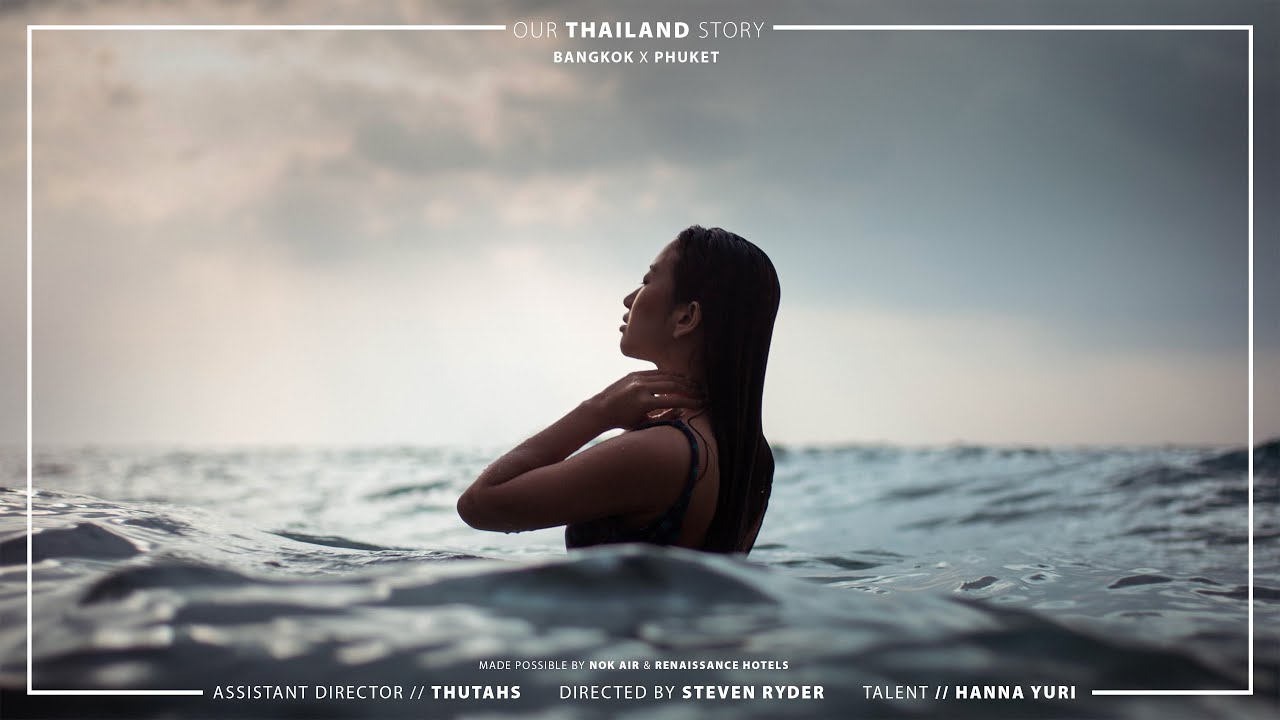 OUR THAILAND STORY
BANGKOK X PHUKET
MADE POSSIBLE BY NOK AIR & RENAISSANCE HOTELS
ASSISTANT DIRECTOR // THUTAHS DIRECTED BY STEVEN RYDER TALENT // HANNA YURI